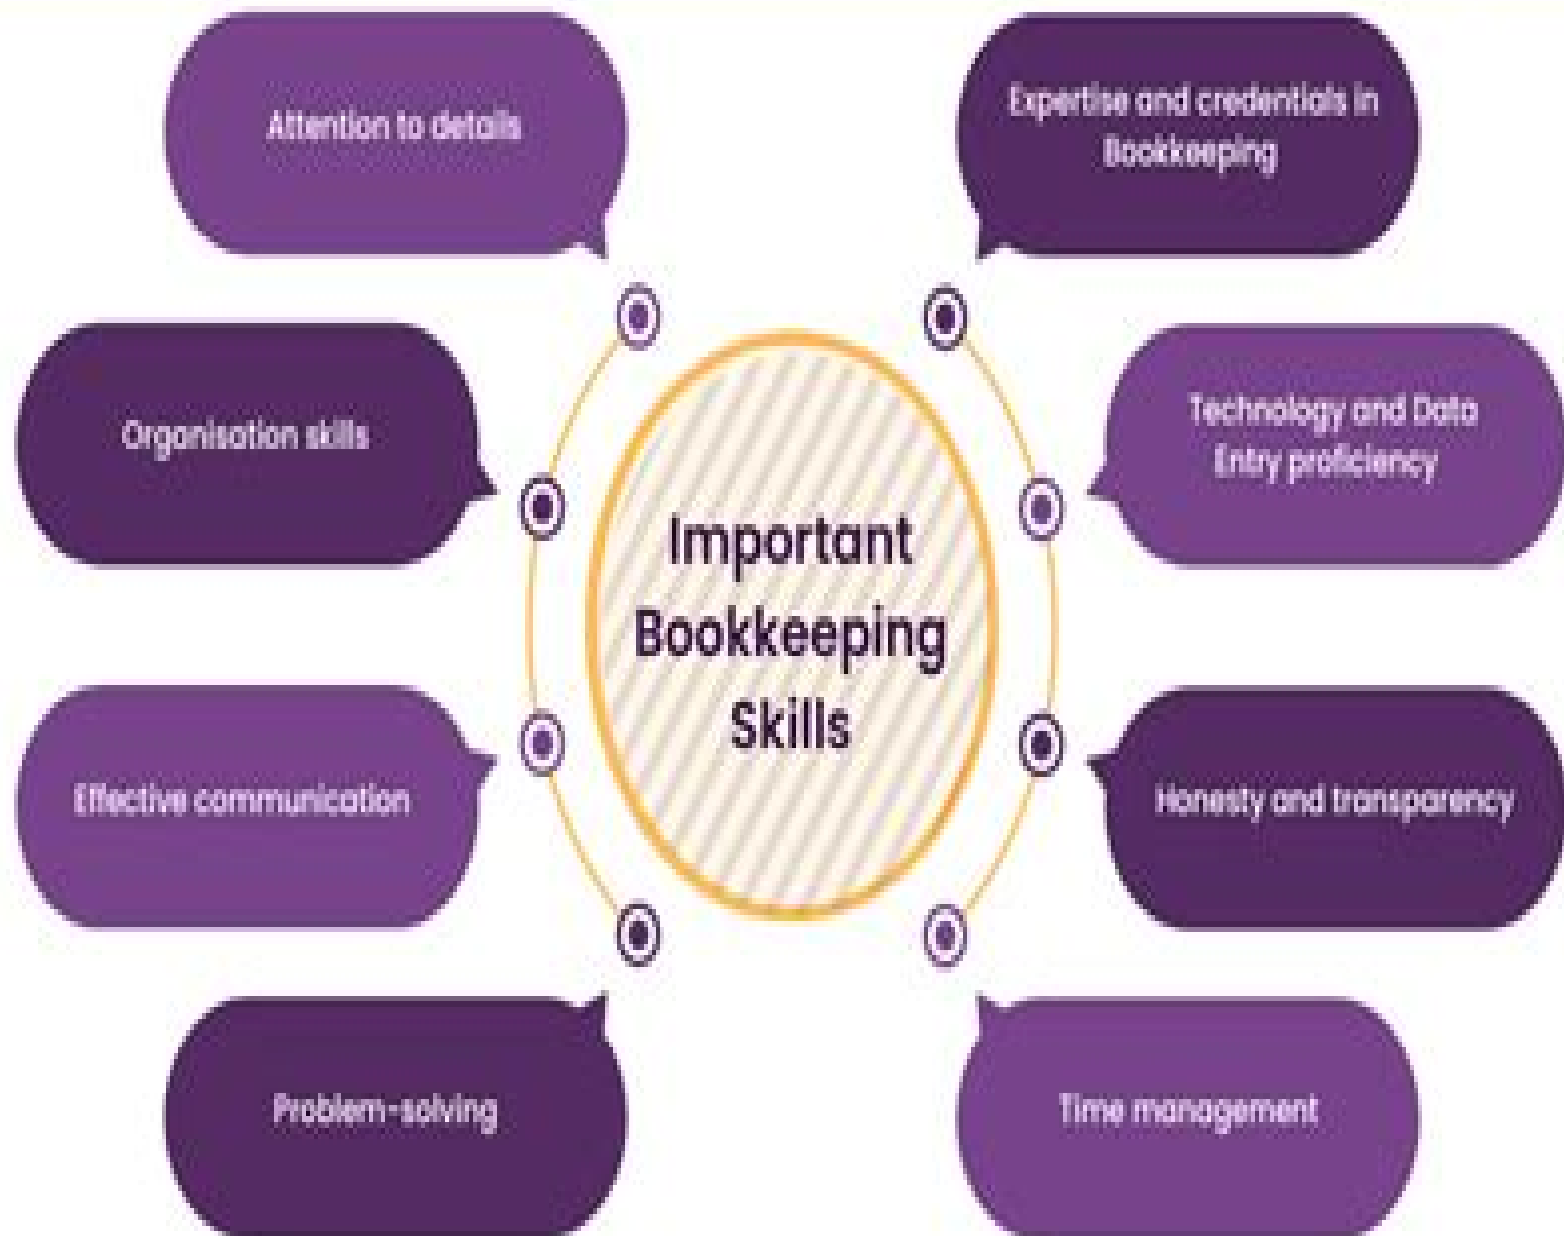 Attention to details
Expertise and credentials in
Bookkeeping
Organisation skills
Technology and Data
Entry proficiency
Important
Bookkeeping
Skills
Effective communication
Honesty and transparency
Problem-solving
Time management